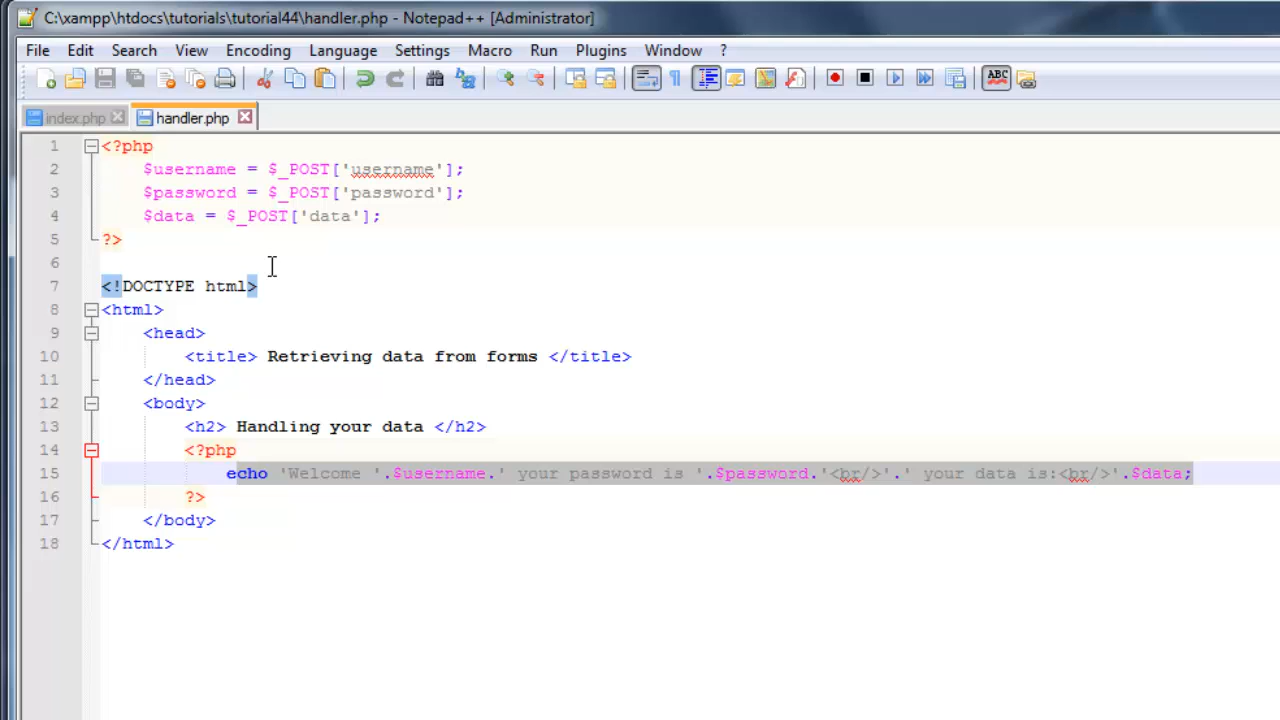 C:\xampp\htdocs\tutorials\tutorial44\handler.php - Notepad++ [Administrator]
File Edit Search View Encoding Language Settings Macro Run Plugins Window ?
ABC
index.php handler.php
1 <?php
2 $username = $_POST['username'];
3 $password = $_POST['password'];
4 $data = $_POST['data'];
5 ?>
6
7 <!DOCTYPE html>
8 <html>
9 <head>
10 <title> Retrieving data from forms </title>
11 </head>
12 <body>
13 <h2> Handling your data </h2>
14 <?php
15 echo 'Welcome '.$username.' your password is '.$password.'<br/>'.' your data is:<br/>'.$data;
16 ?>
17 </body>
18 </html>